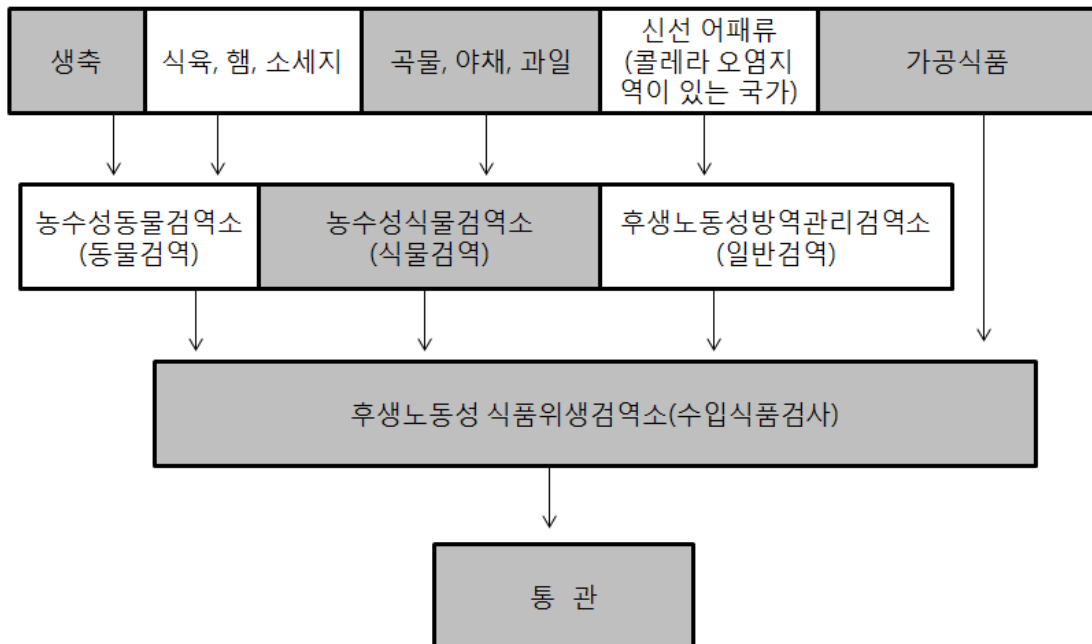 생축
식육, 햄, 소세지
곡물, 야채, 과일
신선 어패류
(콜레라 오염지
역이 있는 국가)
가공식품
농수성동물검역소
(동물검역)
농수성식물검역소
(식물검역)
후생노동성방역관리검역소
(일반검역)
후생노동성 식품위생검역소(수입식품검사)
통 관